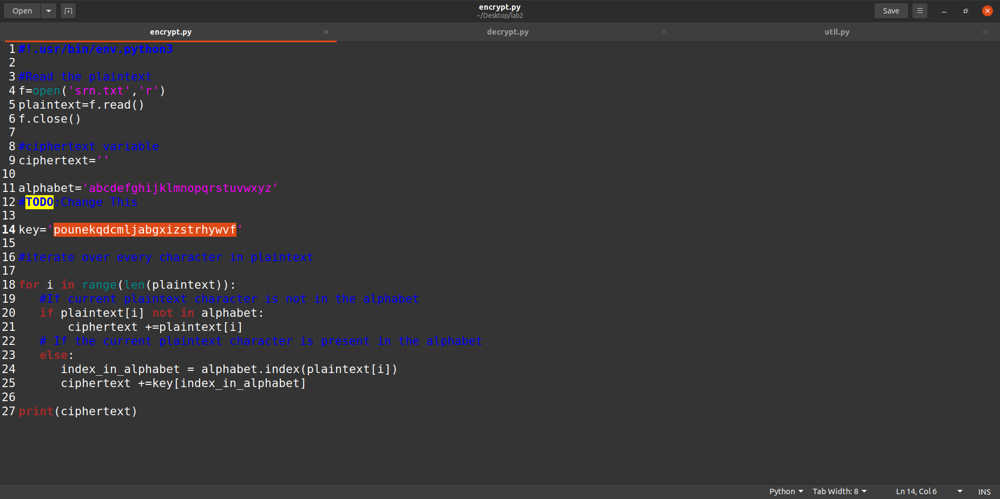 Open
encrypt.py
~/Desktop/lab2
Save
encrypt.py
decrypt.py
util.py
1 #!.usr/bin/env.python3
2
3 #Read the plaintext
4 f=open('srn.txt','r')
5 plaintext=f.read()
6 f.close()
7
8 #ciphertext variable
9 ciphertext=''
10
11 alphabet='abcdefghijklmnopqrstuvwxyz'
12 #TODO:Change This
13
14 key='pounekqdcmljabgxizstrhywvf'
15
16 #iterate over every character in plaintext
17
18 for i in range(len(plaintext)):
19    #If current plaintext character is not in the alphabet
20    if plaintext[i] not in alphabet:
21        ciphertext +=plaintext[i]
22    # If the current plaintext character is present in the alphabet
23    else:
24       index_in_alphabet = alphabet.index(plaintext[i])
25       ciphertext +=key[index_in_alphabet]
26
27 print(ciphertext)
Python
Tab Width: 8
Ln 14, Col 6
INS